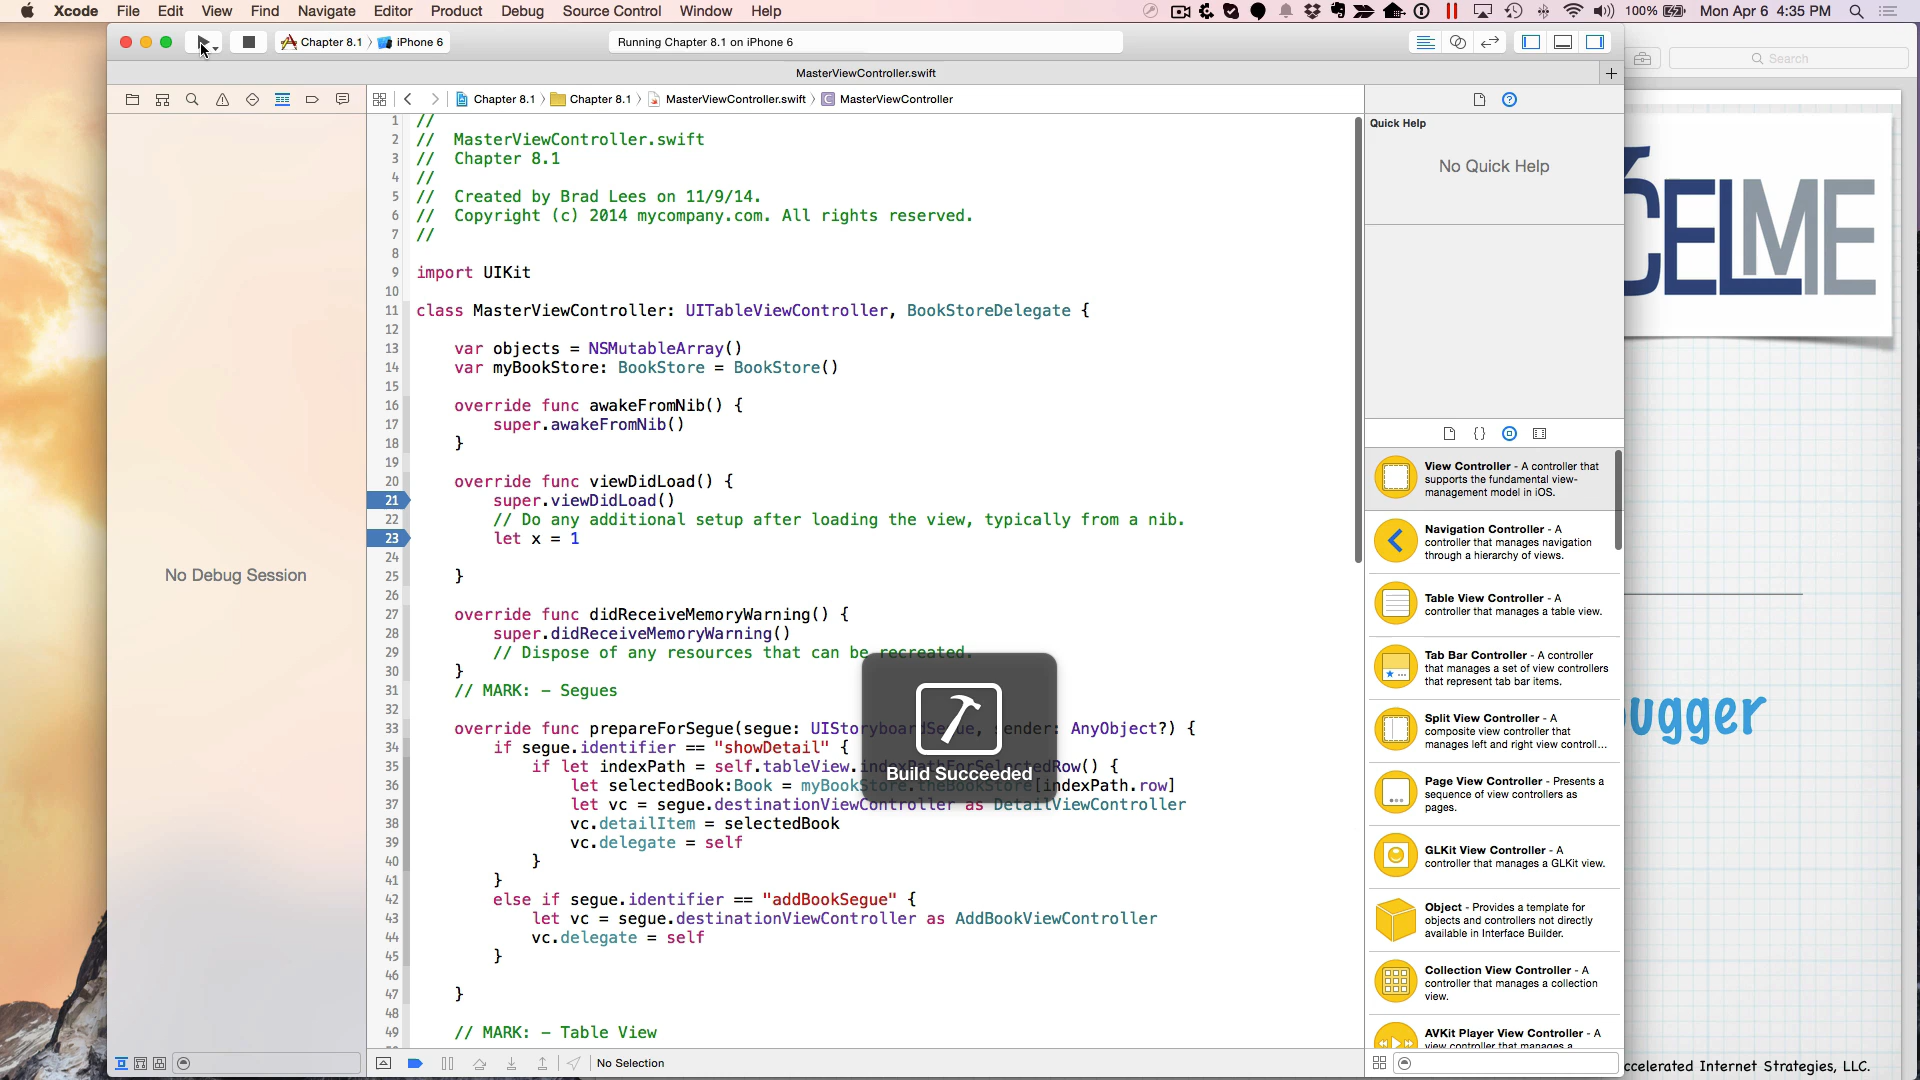 Xcode File Edit View Find Navigate Editor Product Debug Source Control Window Help 100% Mon Apr 6 4:35 PM
Chapter 8.1 iPhone 6 Running Chapter 8.1 on iPhone 6
Search
MasterViewController.swift
Chapter 8.1 Chapter 8.1 MasterViewController.swift C MasterViewController
1 //
2 // MasterViewController.swift
3 // Chapter 8.1
4 //
5 // Created by Brad Lees on 11/9/14.
6 // Copyright (c) 2014 mycompany.com. All rights reserved.
7 //
8
9 import UIKit
10
11 class MasterViewController: UITableViewController, BookStoreDelegate {
12
13 var objects = NSMutableArray()
14 var myBookStore: BookStore = BookStore()
15
16 override func awakeFromNib() {
17 super.awakeFromNib()
18 }
19
20 override func viewDidLoad() {
21 super.viewDidLoad()
22 // Do any additional setup after loading the view, typically from a nib.
23 let x = 1
24
25 }
26
27 override func didReceiveMemoryWarning() {
28 super.didReceiveMemoryWarning()
29 // Dispose of any resources that can be recreated.
30 }
31 // MARK: - Segues
32
33 override func prepareForSegue(segue: UIStoryboardSegue, sender: AnyObject?) {
34 if segue.identifier == "showDetail" {
35 if let indexPath = self.tableView.indexPathForSelectedRow() {
36 let selectedBook:Book = myBookStore.theBookStore[indexPath.row]
37 let vc = segue.destinationViewController as DetailViewController
38 vc.detailItem = selectedBook
39 vc.delegate = self
40 }
41 }
42 else if segue.identifier == "addBookSegue" {
43 let vc = segue.destinationViewController as AddBookViewController
44 vc.delegate = self
45 }
46
47 }
48
49 // MARK: - Table View
No Debug Session
Build Succeeded
No Selection
Quick Help
No Quick Help
View Controller - A controller that
supports the fundamental view-
management model in iOS.
Navigation Controller - A
controller that manages navigation
through a hierarchy of views.
Table View Controller - A
controller that manages a table view.
Tab Bar Controller - A controller
that manages a set of view controllers
that represent tab bar items.
Split View Controller - A
composite view controller that
manages left and right view controll...
Page View Controller - Presents a
sequence of view controllers as
pages.
GLKit View Controller - A
controller that manages a GLKit view.
Object - Provides a template for
objects and controllers not directly
available in Interface Builder.
Collection View Controller - A
controller that manages a collection
view.
AVKit Player View Controller - A
view controller that manages a
CELME
ugger
ccelerated Internet Strategies, LLC.